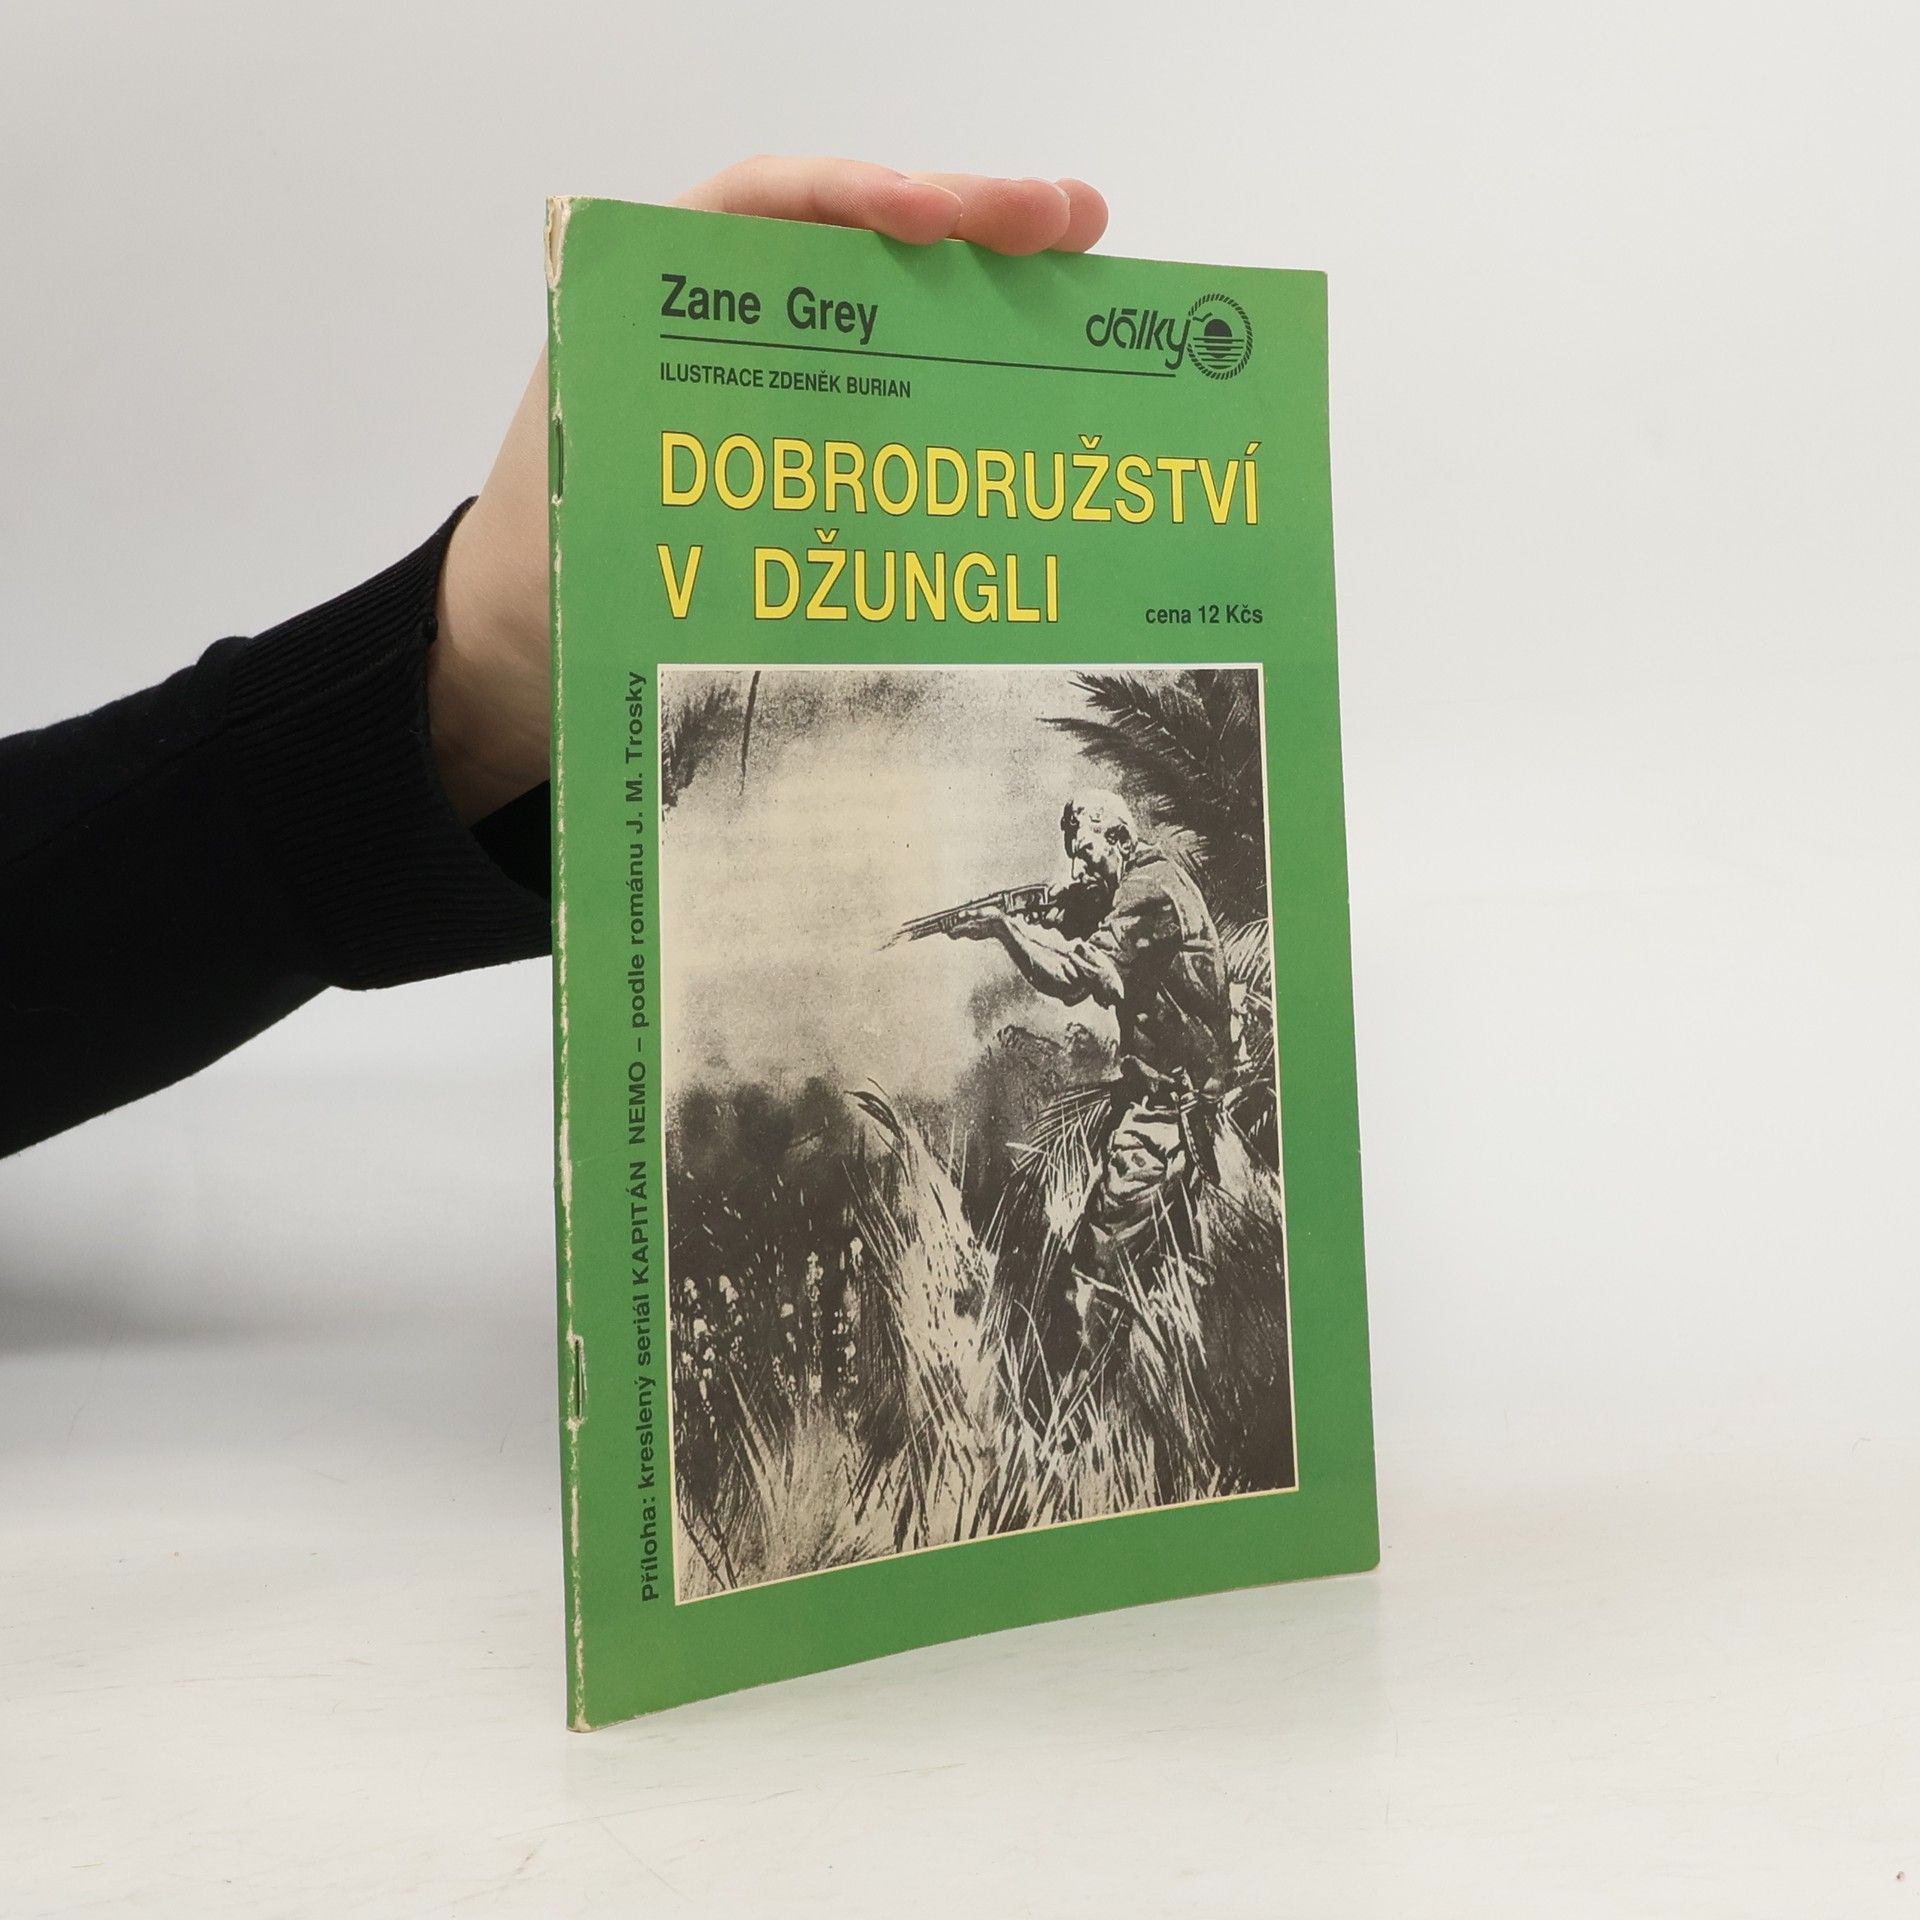 Zane Grey
dálky
ILUSTRACE ZDENĚK BURIAN
DOBRODRUŽSTVÍ
V DŽUNGLI
cena 12 Kčs
Příloha: kreslený seriál KAPITÁN NEMO – podle románu J. M. Trosky